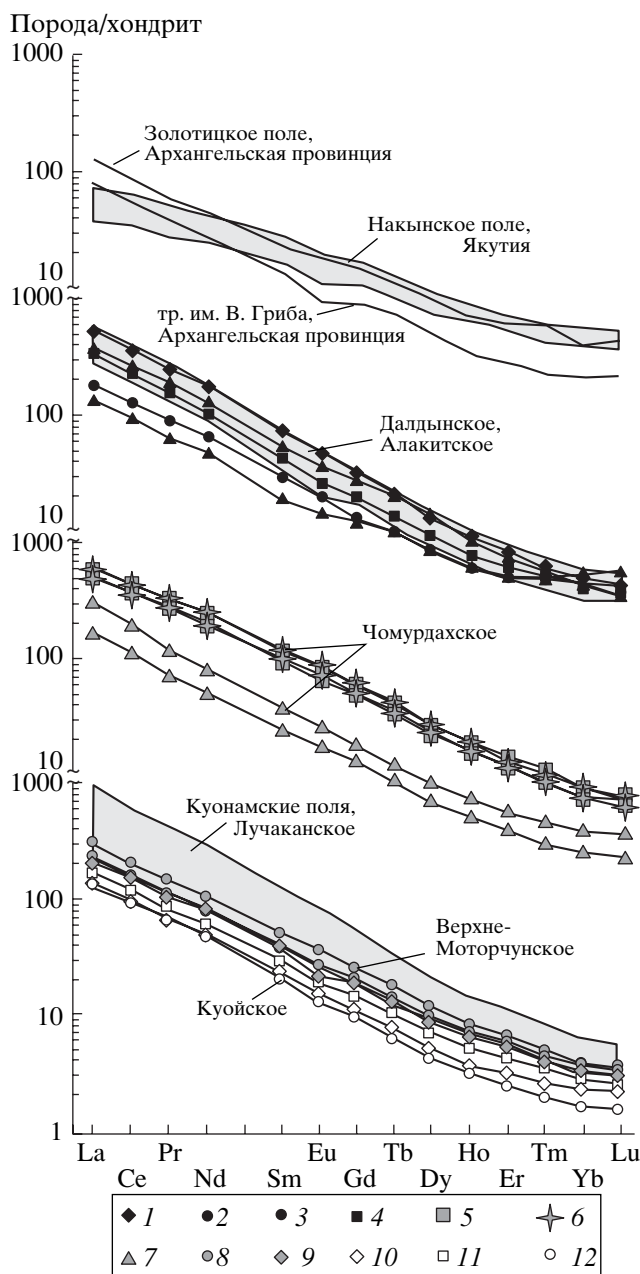 Порода/хондрит
1000
Золотицкое поле,
Архангельская провинция
100
Накынское поле,
Якутия
10
1000
тр. им. В. Гриба,
Архангельская провинция
100
Далдынское,
Алакитское
10
1000
Чомурдахское
100
10
1000
Куонамские поля,
Лучаканское
100
Верхне-
Моторчунское
Куойское
10
1
La Pr Eu Tb Ho Tm Lu
Ce Nd Sm Gd Dy Er Yb
1 2 3 4 5 6
7 8 9 10 11 12